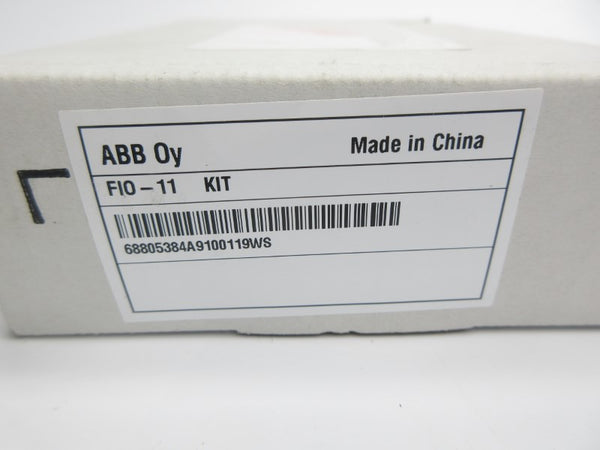 ABB Oy Made in China
FIO-11 KIT
68805384A9100119WS